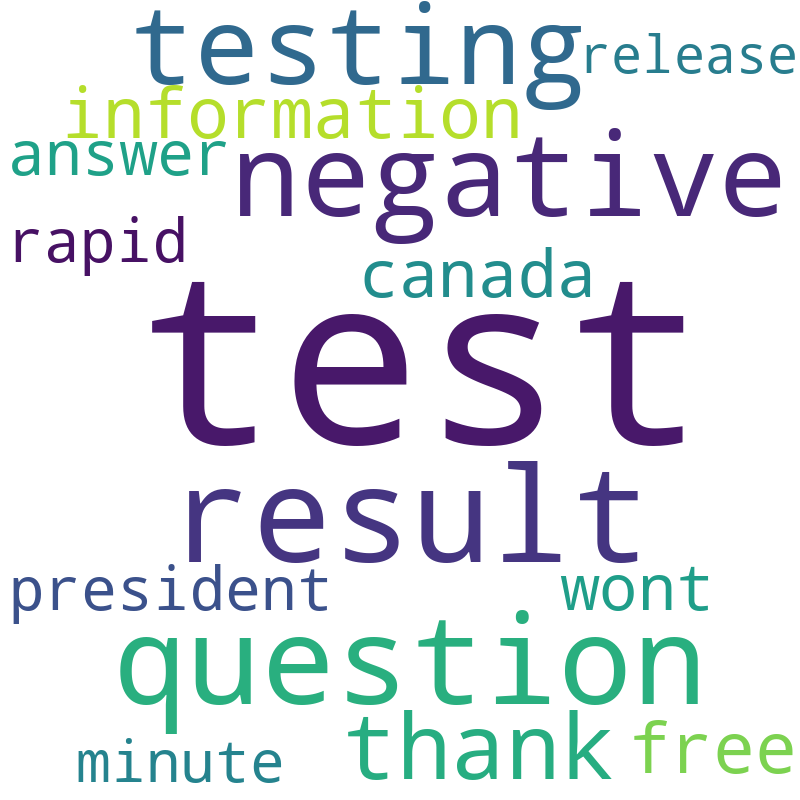 testing
release
information
answer
negative
rapid
canada
test
result
president
wont
question
thank
free
minute